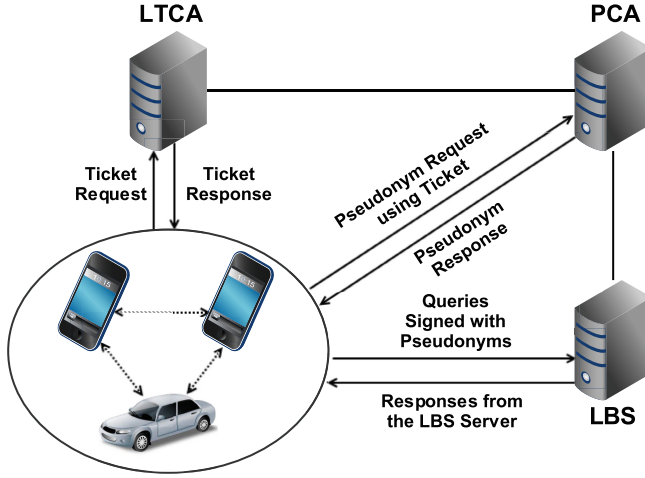 LTCA
PCA
Ticket
Request
Ticket
Response
Pseudonym Request
using Ticket
Pseudonym
Response
Queries
Signed with
Pseudonyms
Responses from
the LBS Server
LBS